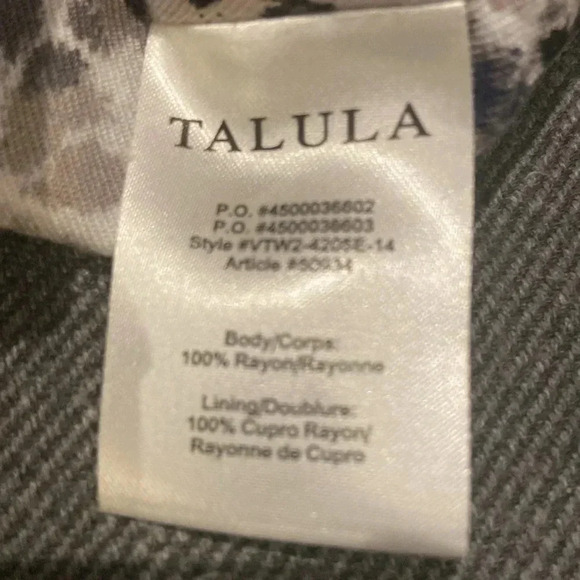 TALULA
P.O. #4500036602
P.O. #4500036603
Style #VTW2-4205E-14
Article #50934
Body/Corps:
100% Rayon/Rayonne
Lining/Doublure:
100% Cupro Rayon/
Rayonne de Cupro